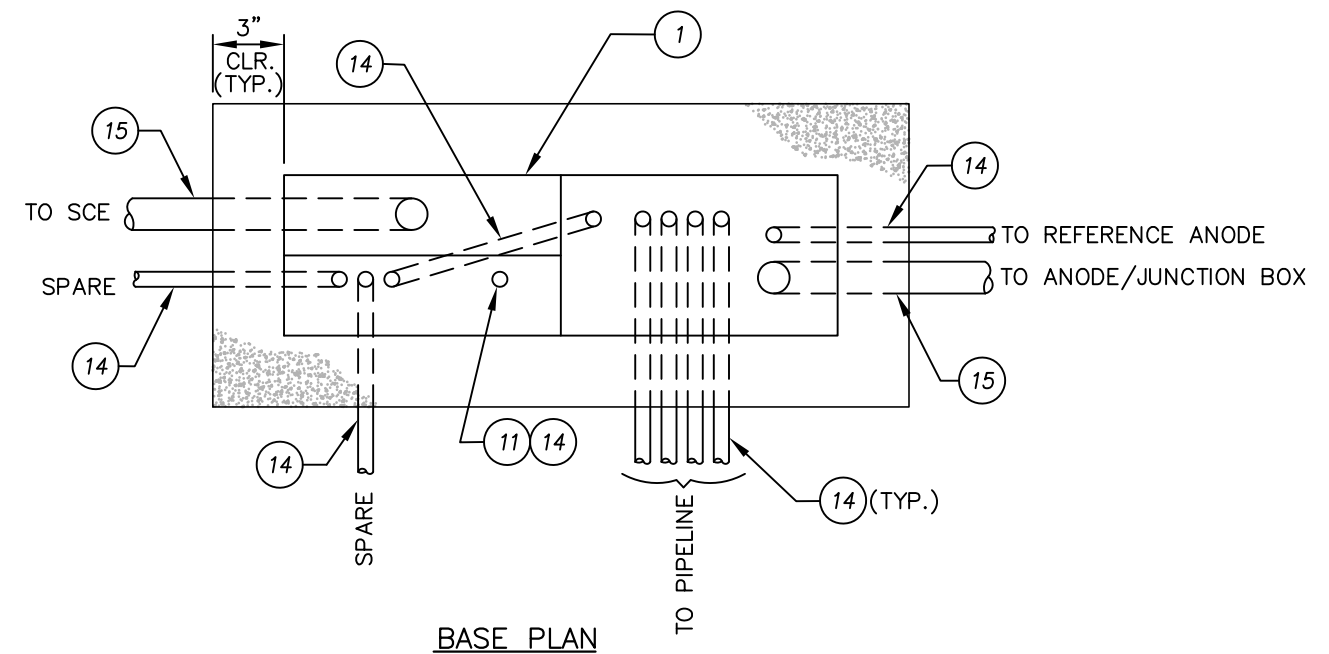 3"
CLR.
(TYP.)
14
1
15
14
TO SCE
TO REFERENCE ANODE
SPARE
TO ANODE/JUNCTION BOX
14
15
14
11 14
14 (TYP.)
SPARE
TO PIPELINE
BASE PLAN